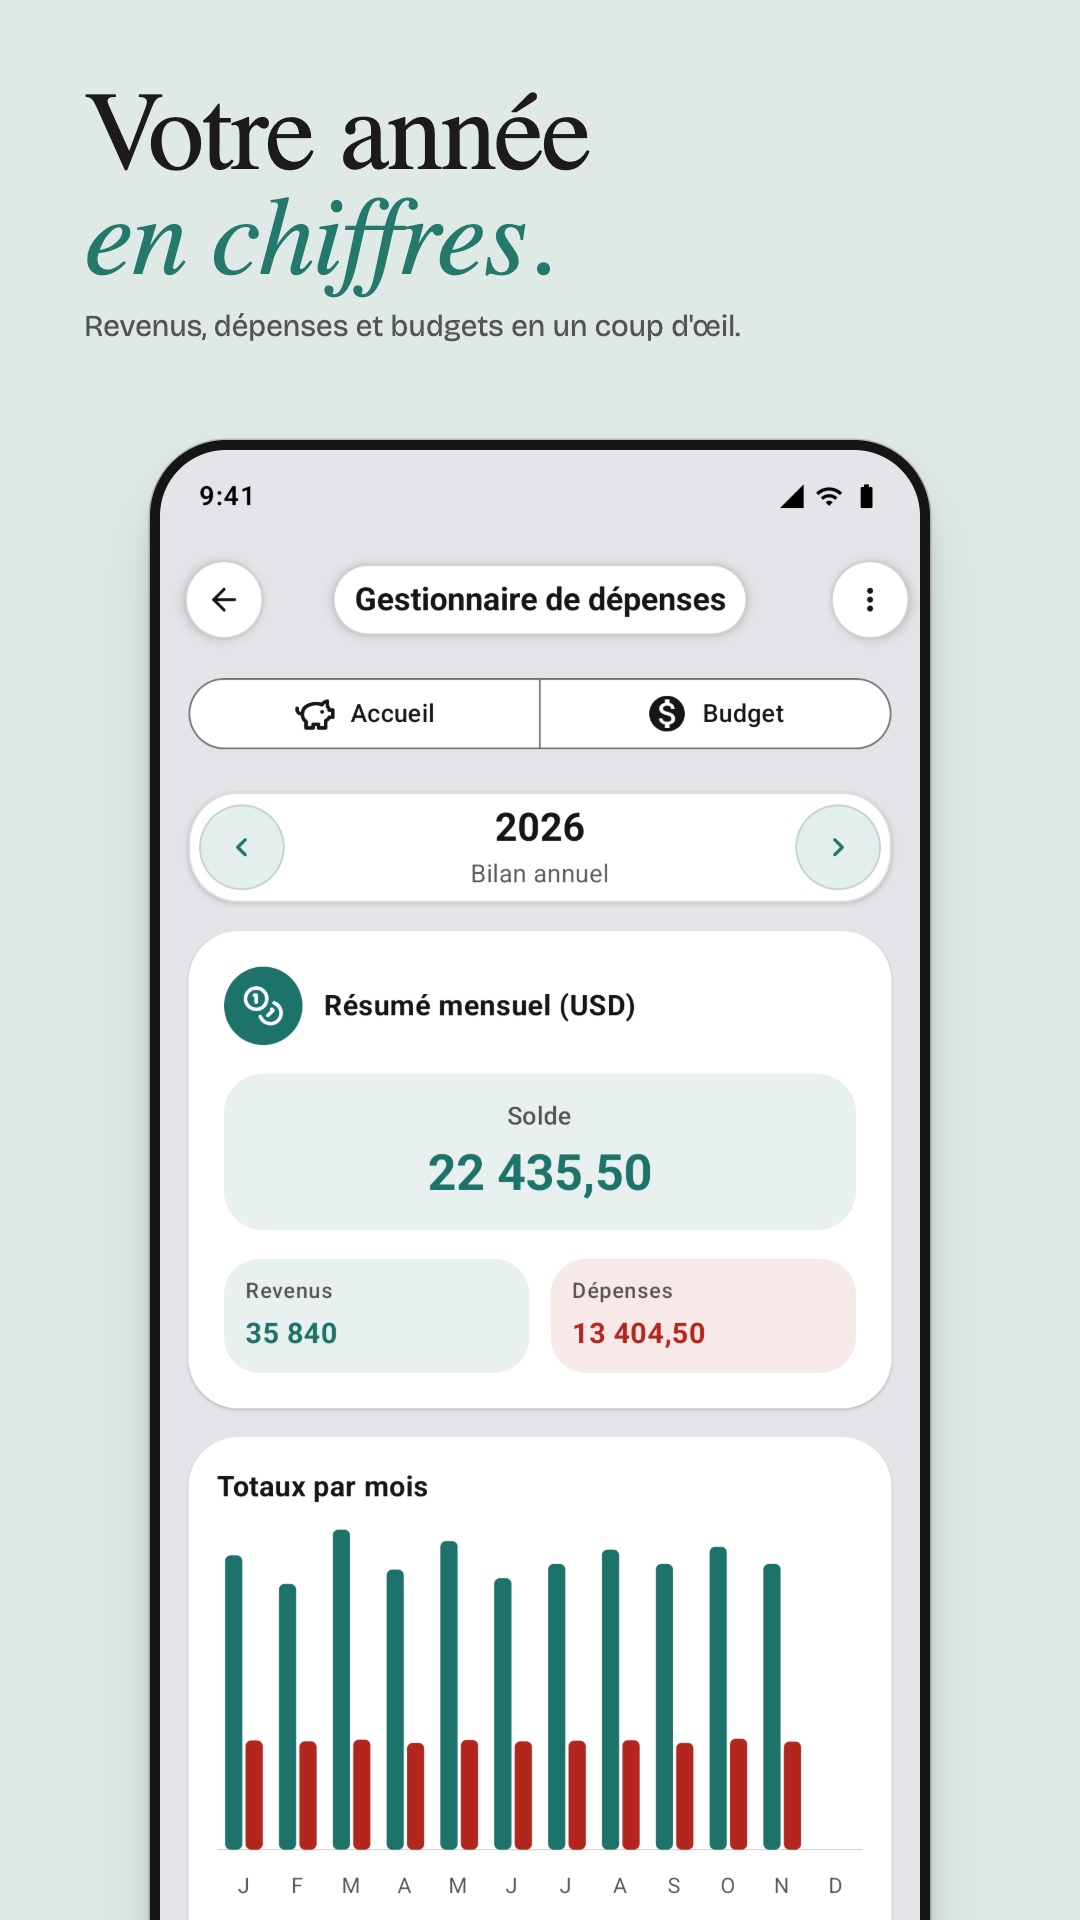 Votre année
en chiffres.
Revenus, dépenses et budgets en un coup d'œil.
9:41
Gestionnaire de dépenses
Accueil
Budget
2026
Bilan annuel
Résumé mensuel (USD)
Solde
22 435,50
Revenus
35 840
Dépenses
13 404,50
Totaux par mois
J F M A M J J A S O N D